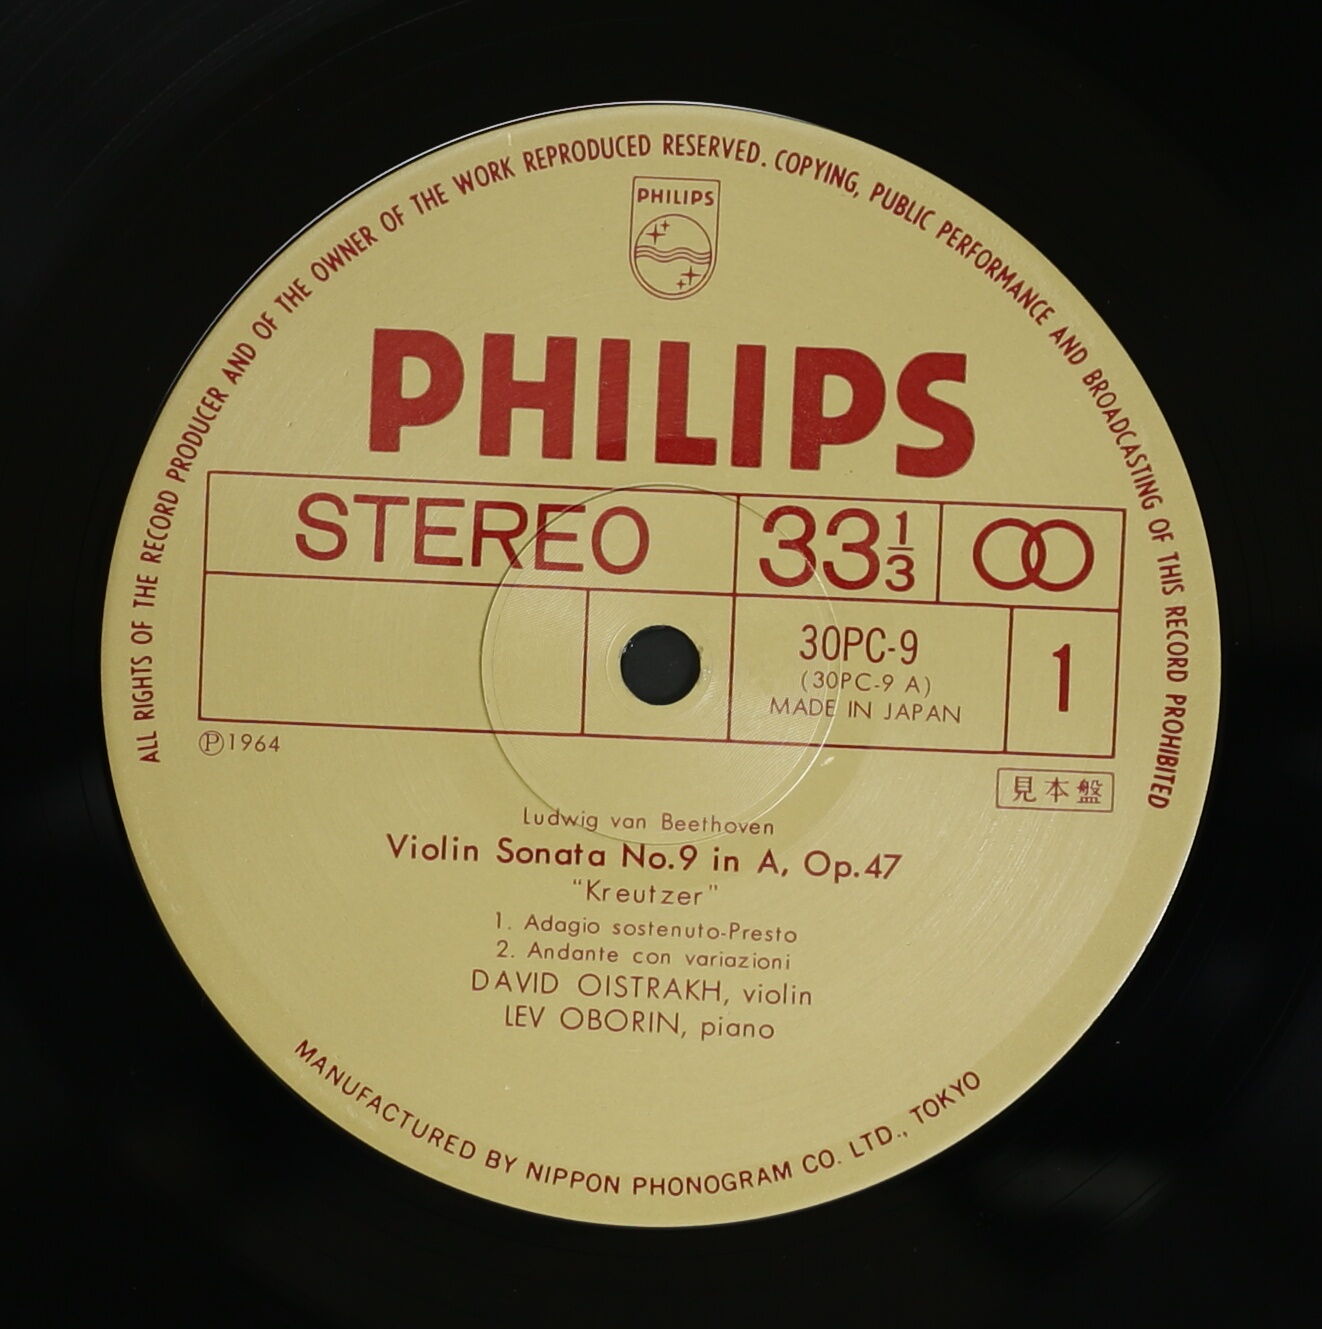 ALL RIGHTS OF THE RECORD PRODUCER AND OF THE OWNER OF THE WORK REPRODUCED RESERVED. COPYING, PUBLIC PERFORMANCE AND BROADCASTING OF THIS RECORD PROHIBITED
PHILIPS
PHILIPS
STEREO
33 1/3
30PC-9
(30PC-9 A)
MADE IN JAPAN
1
Ⓟ1964
見本盤
Ludwig van Beethoven
Violin Sonata No.9 in A, Op.47
"Kreutzer"
1. Adagio sostenuto-Presto
2. Andante con variazioni
DAVID OISTRAKH, violin
LEV OBORIN, piano
MANUFACTURED BY NIPPON PHONOGRAM CO. LTD., TOKYO